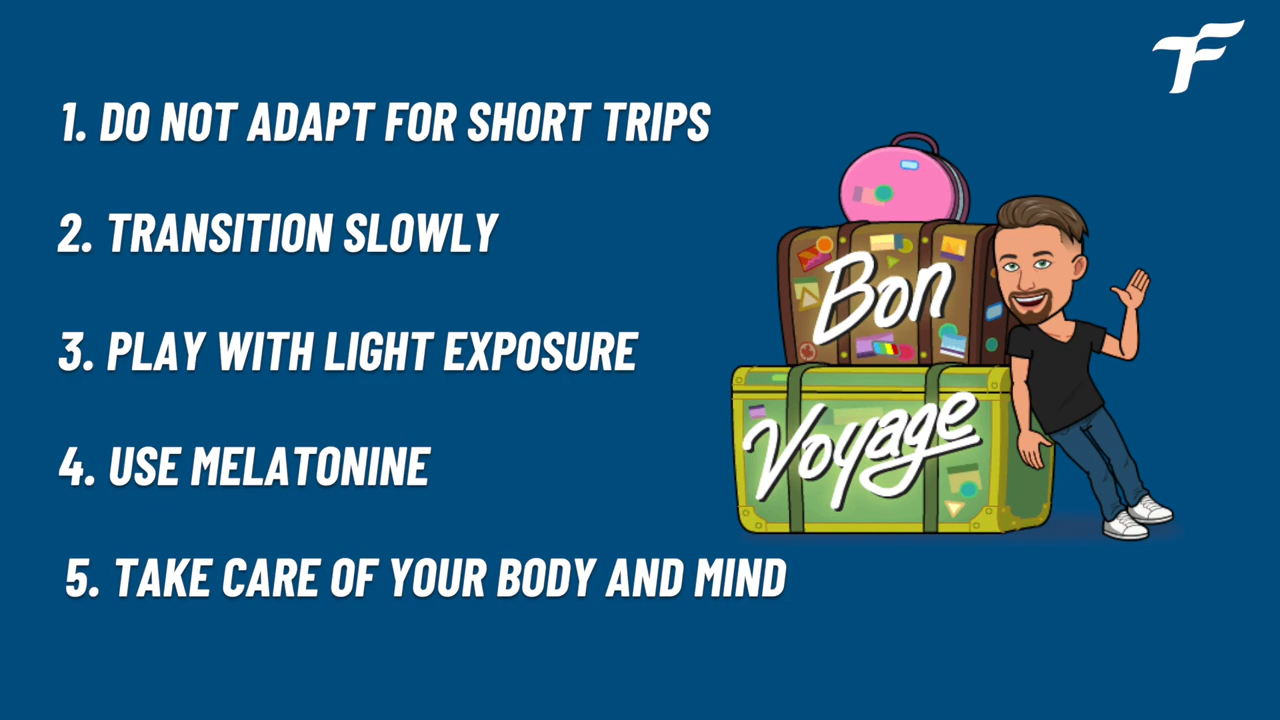 1. DO NOT ADAPT FOR SHORT TRIPS
2. TRANSITION SLOWLY
3. PLAY WITH LIGHT EXPOSURE
4. USE MELATONINE
5. TAKE CARE OF YOUR BODY AND MIND
Bon
Voyage
TF